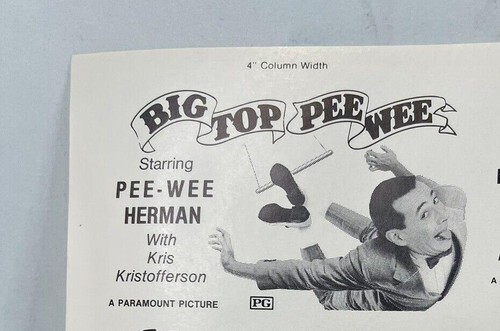 4" Column Width
BIG TOP PEE WEE
Starring
PEE-WEE
HERMAN
With
Kris
Kristofferson
A PARAMOUNT PICTURE
PG